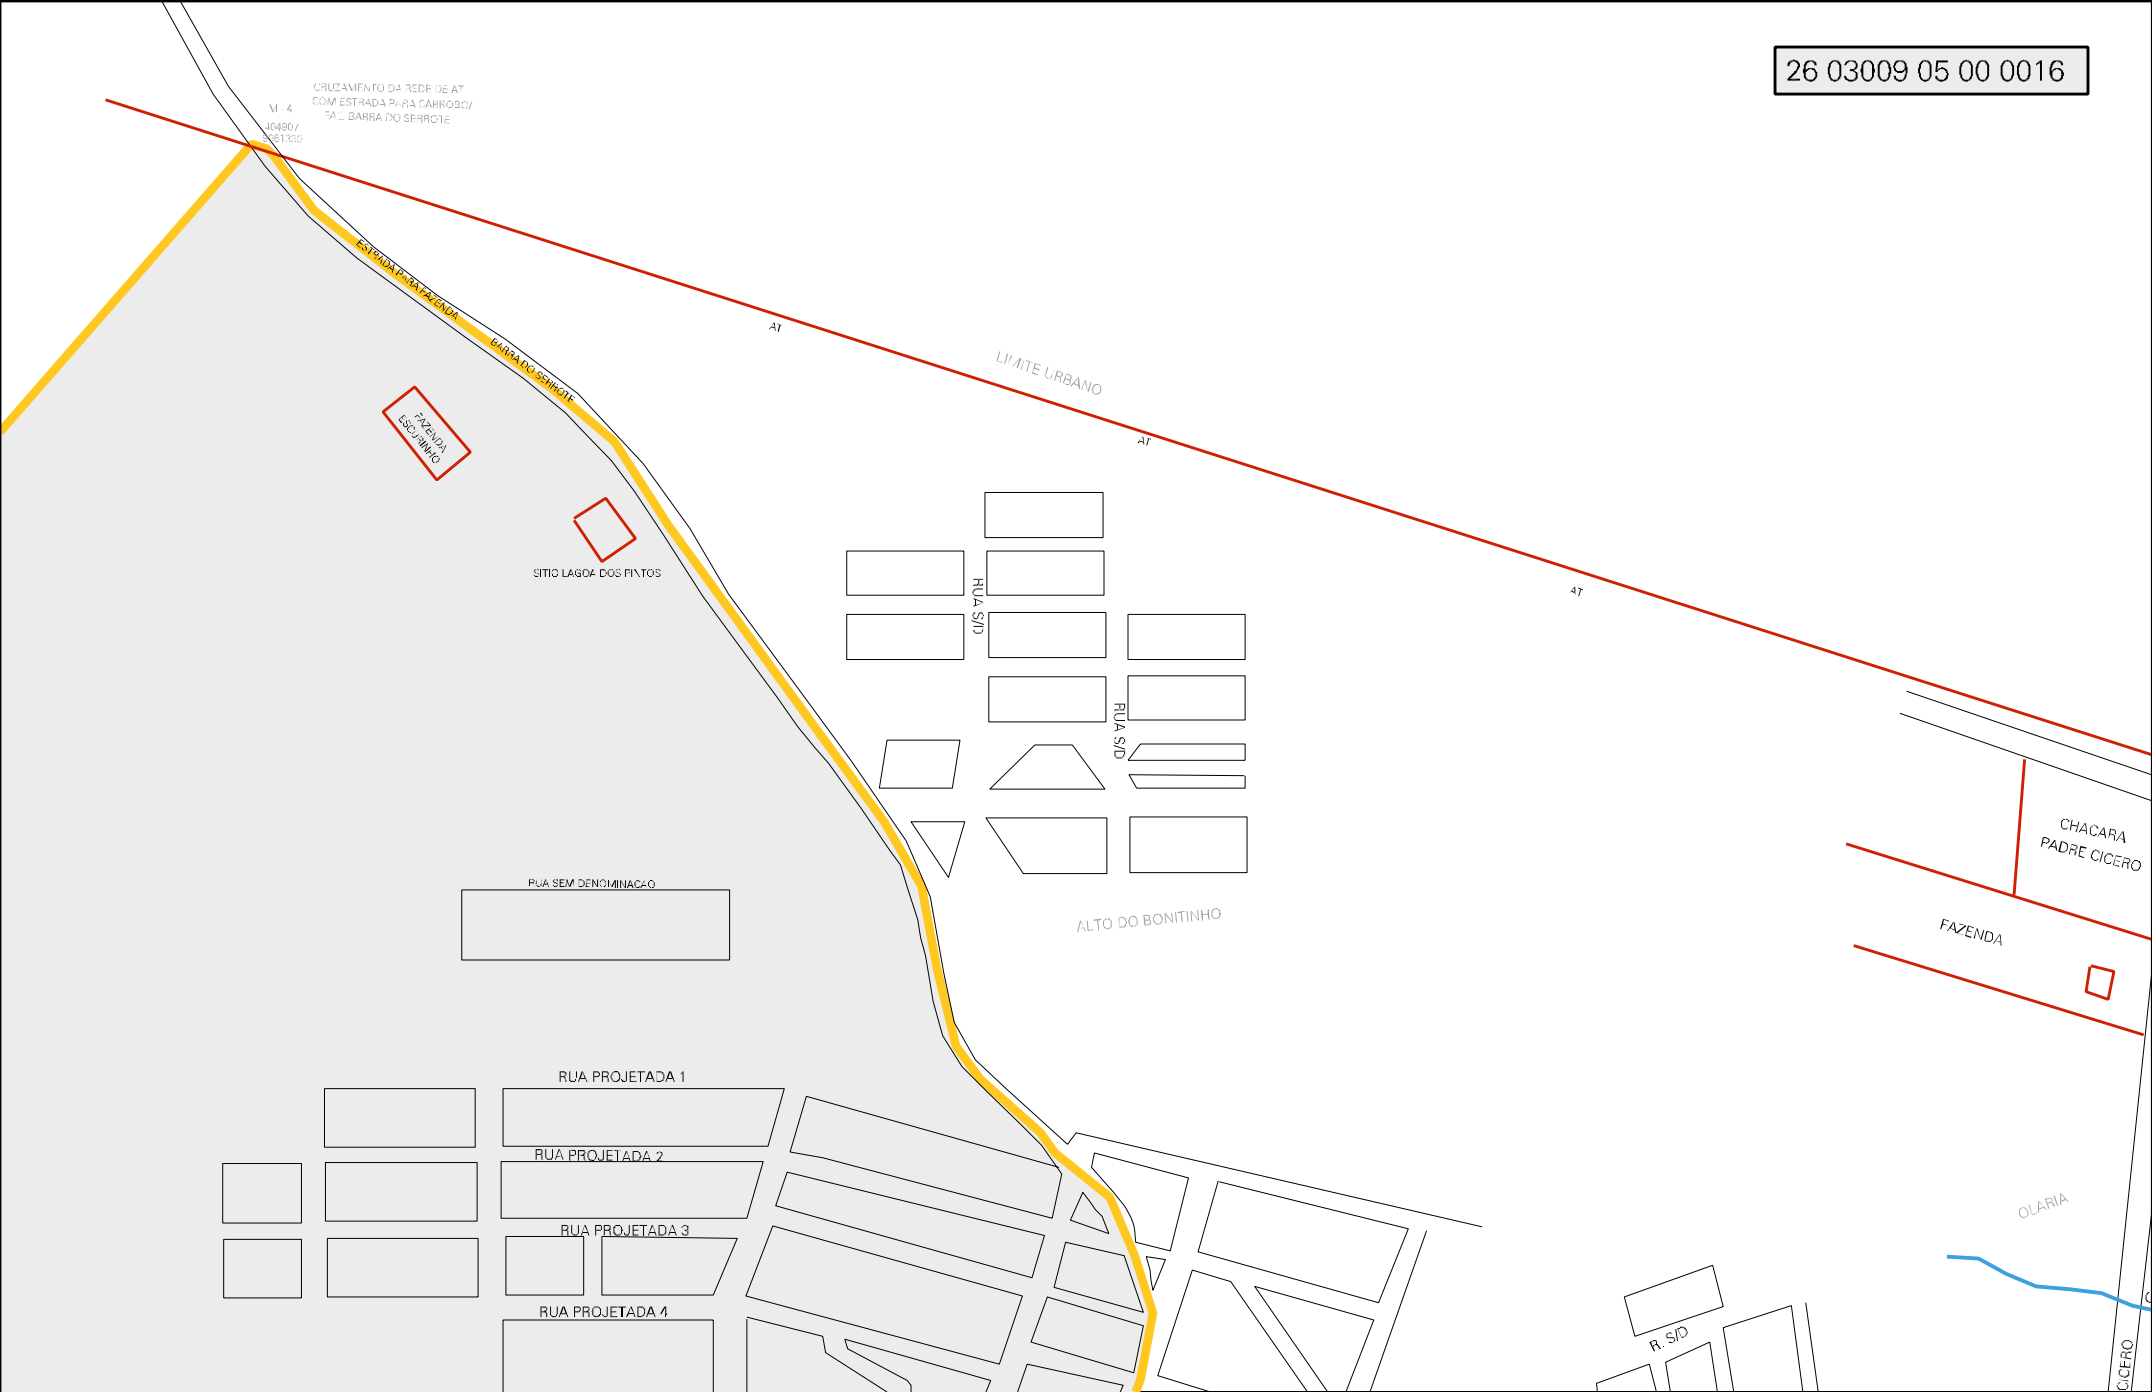 26 03009 05 00 0016
CRUZAMENTO DA REDE DE AT
COM ESTRADA PARA CABROBO/
FAZ. BARRA DO SERROTE
M - 4
ESTRADA PARA FAZENDA
BARRA DO SERROTE
AT
LIMITE URBANO
AT
AT
FAZENDA
ESCURINHO
SITIO LAGOA DOS PINTOS
RUA S/D
RUA S/D
CHACARA
PADRE CICERO
FAZENDA
RUA SEM DENOMINACAO
ALTO DO BONITINHO
RUA PROJETADA 1
RUA PROJETADA 2
RUA PROJETADA 3
RUA PROJETADA 4
OLARIA
R. S/D
CICERO